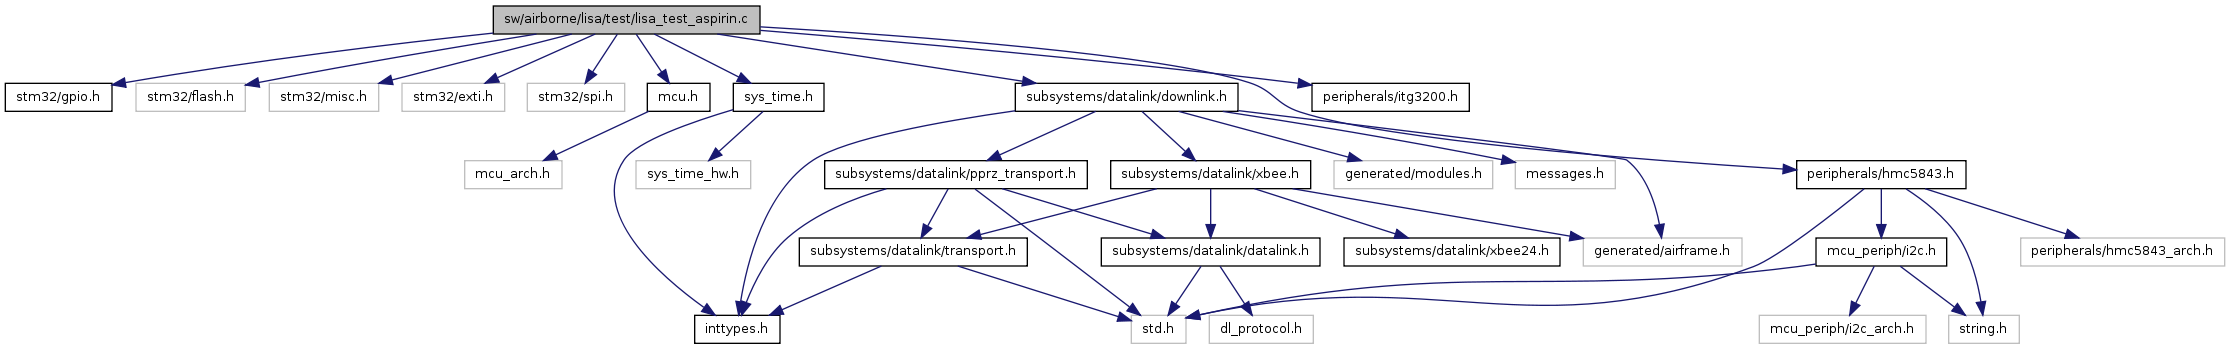 sw/airborne/lisa/test/lisa_test_aspirin.c
stm32/gpio.h
stm32/flash.h
stm32/misc.h
stm32/exti.h
stm32/spi.h
mcu.h
sys_time.h
subsystems/datalink/downlink.h
peripherals/itg3200.h
mcu_arch.h
sys_time_hw.h
subsystems/datalink/pprz_transport.h
subsystems/datalink/xbee.h
generated/modules.h
messages.h
peripherals/hmc5843.h
subsystems/datalink/transport.h
subsystems/datalink/datalink.h
subsystems/datalink/xbee24.h
generated/airframe.h
mcu_periph/i2c.h
peripherals/hmc5843_arch.h
inttypes.h
std.h
dl_protocol.h
mcu_periph/i2c_arch.h
string.h